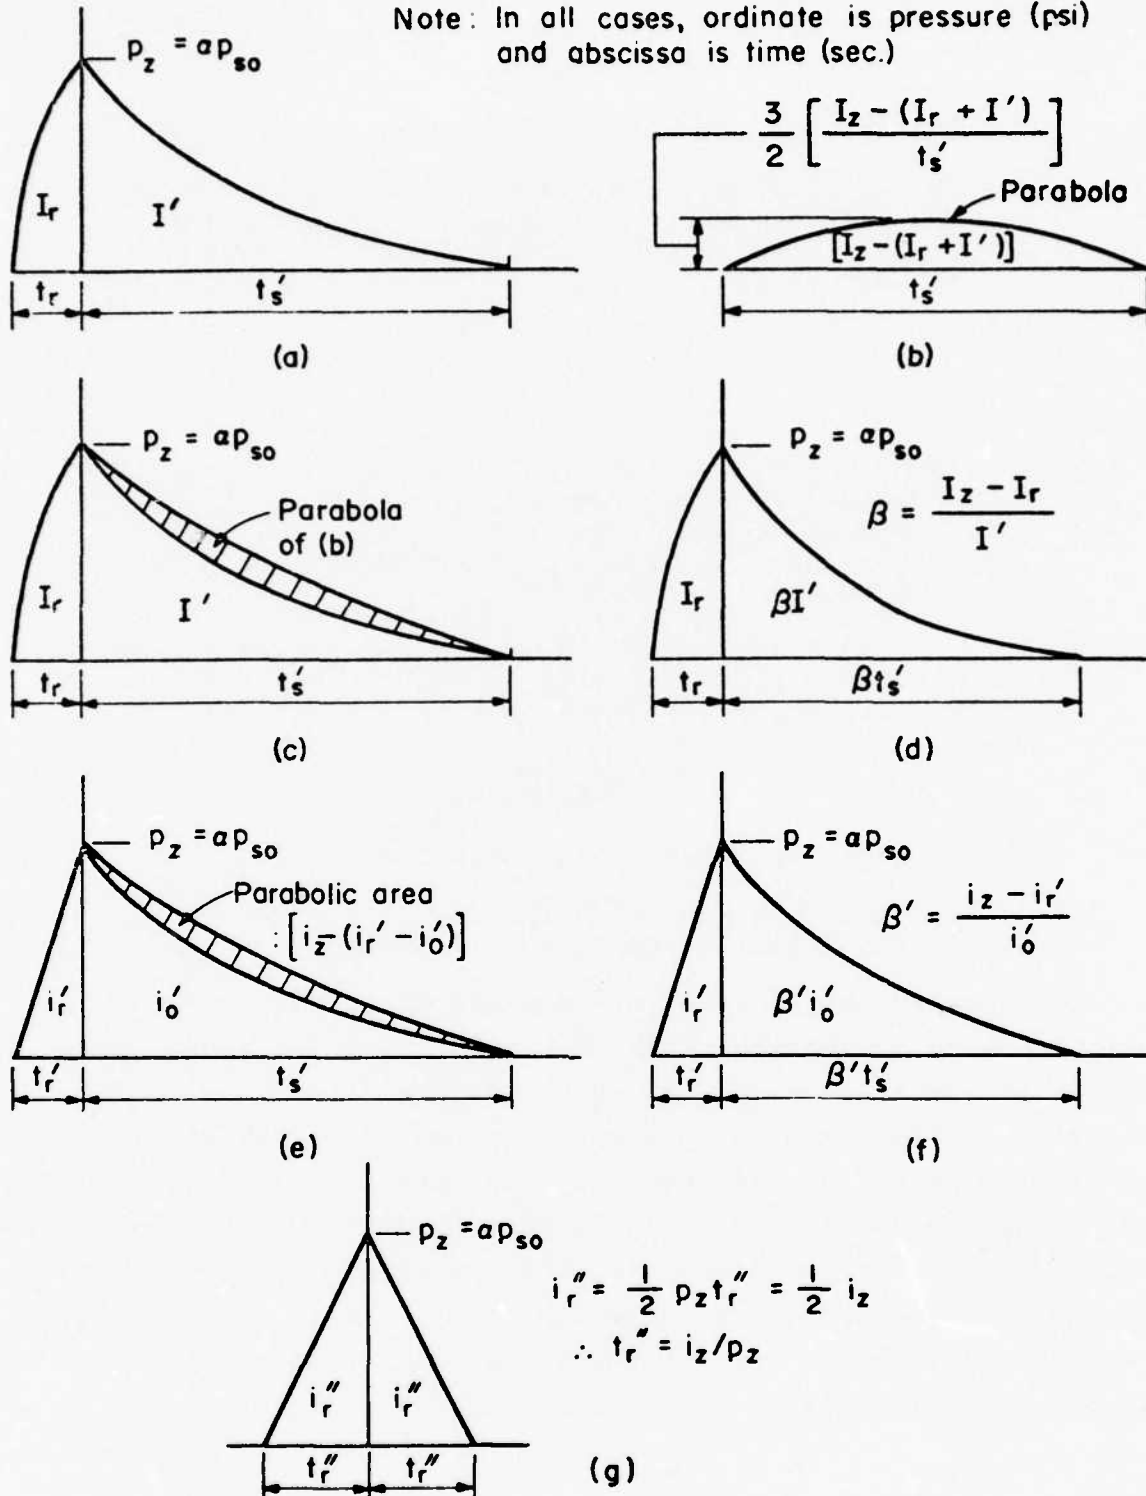 Note: In all cases, ordinate is pressure (psi)
and abscissa is time (sec.)
p_z = αp_so
I_r
I′
t_r
t_s′
(a)
3/2 [ (I_z − (I_r + I′)) / t_s′ ]
Parabola
[I_z − (I_r + I′)]
t_s′
(b)
p_z = αp_so
Parabola
of (b)
I_r
I′
t_r
t_s′
(c)
p_z = αp_so
β = (I_z − I_r) / I′
I_r
βI′
t_r
βt_s′
(d)
p_z = αp_so
Parabolic area
: [i_z − (i_r′ − i_o′)]
i_r′
i_o′
t_r′
t_s′
(e)
p_z = αp_so
β′ = (i_z − i_r′) / i_o′
i_r′
β′i_o′
t_r′
β′t_s′
(f)
p_z = αp_so
i_r″ = 1/2 p_z t_r″ = 1/2 i_z
∴ t_r″ = i_z/p_z
i_r″
i_r″
t_r″
t_r″
(g)